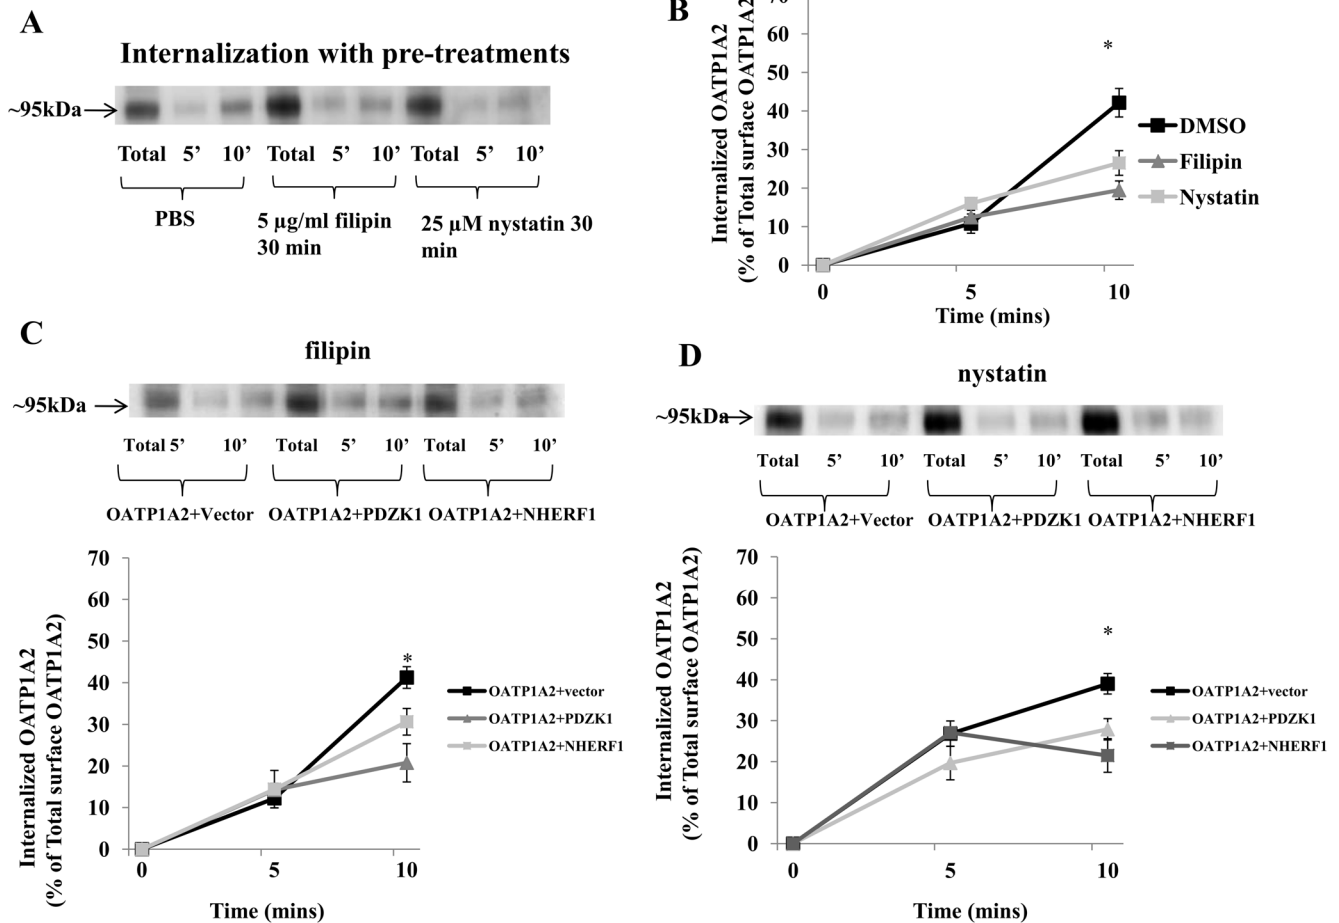 A
Internalization with pre-treatments
~95kDa
Total 5’ 10’ Total 5’ 10’ Total 5’ 10’
PBS
5 µg/ml filipin
30 min
25 µM nystatin 30
min
B
Internalized OATP1A2
(% of Total surface OATP1A2)
70
60
50
40
30
20
10
0
0 5 10
Time (mins)
*
DMSO
Filipin
Nystatin
C
filipin
~95kDa
Total 5’ 10’ Total 5’ 10’ Total 5’ 10’
OATP1A2+Vector OATP1A2+PDZK1 OATP1A2+NHERF1
Internalized OATP1A2
(% of Total surface OATP1A2)
70
60
50
40
30
20
10
0
0 5 10
Time (mins)
*
OATP1A2+vector
OATP1A2+PDZK1
OATP1A2+NHERF1
D
nystatin
~95kDa
Total 5’ 10’ Total 5’ 10’ Total 5’ 10’
OATP1A2+Vector OATP1A2+PDZK1 OATP1A2+NHERF1
Internalized OATP1A2
(% of Total surface OATP1A2)
70
60
50
40
30
20
10
0
0 5 10
Time (mins)
*
OATP1A2+vector
OATP1A2+PDZK1
OATP1A2+NHERF1